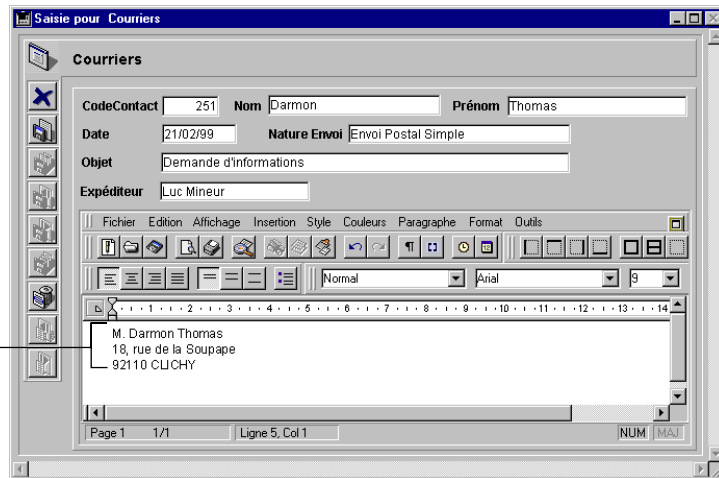 Saisie pour Courriers
Courriers
CodeContact 251 Nom Darmon Prénom Thomas
Date 21/02/99 Nature Envoi Envoi Postal Simple
Objet Demande d'informations
Expéditeur Luc Mineur
Fichier Edition Affichage Insertion Style Couleurs Paragraphe Format Outils
Normal Arial 9
1 2 3 4 5 6 7 8 9 10 11 12 13 14
M. Darmon Thomas
18, rue de la Soupape
92110 CLICHY
Page 1 1/1 Ligne 5, Col 1 NUM MAJ